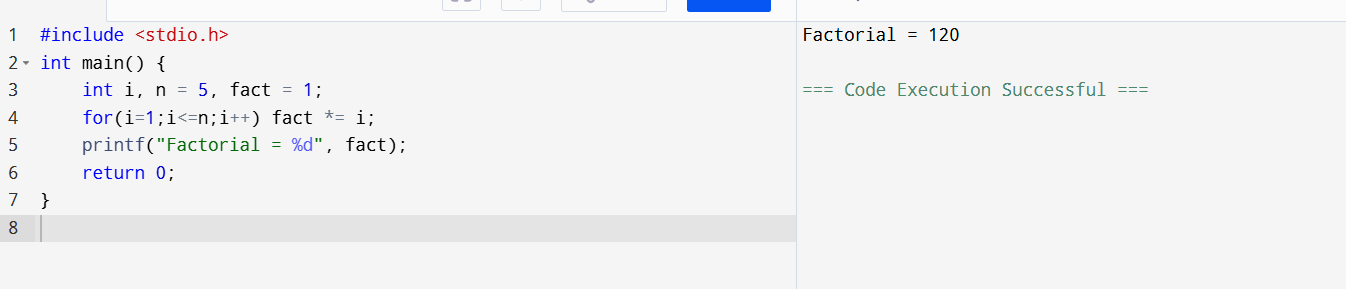 1 #include <stdio.h>
2 int main() {
3     int i, n = 5, fact = 1;
4     for(i=1;i<=n;i++) fact *= i;
5     printf("Factorial = %d", fact);
6     return 0;
7 }
8
Factorial = 120
=== Code Execution Successful ===